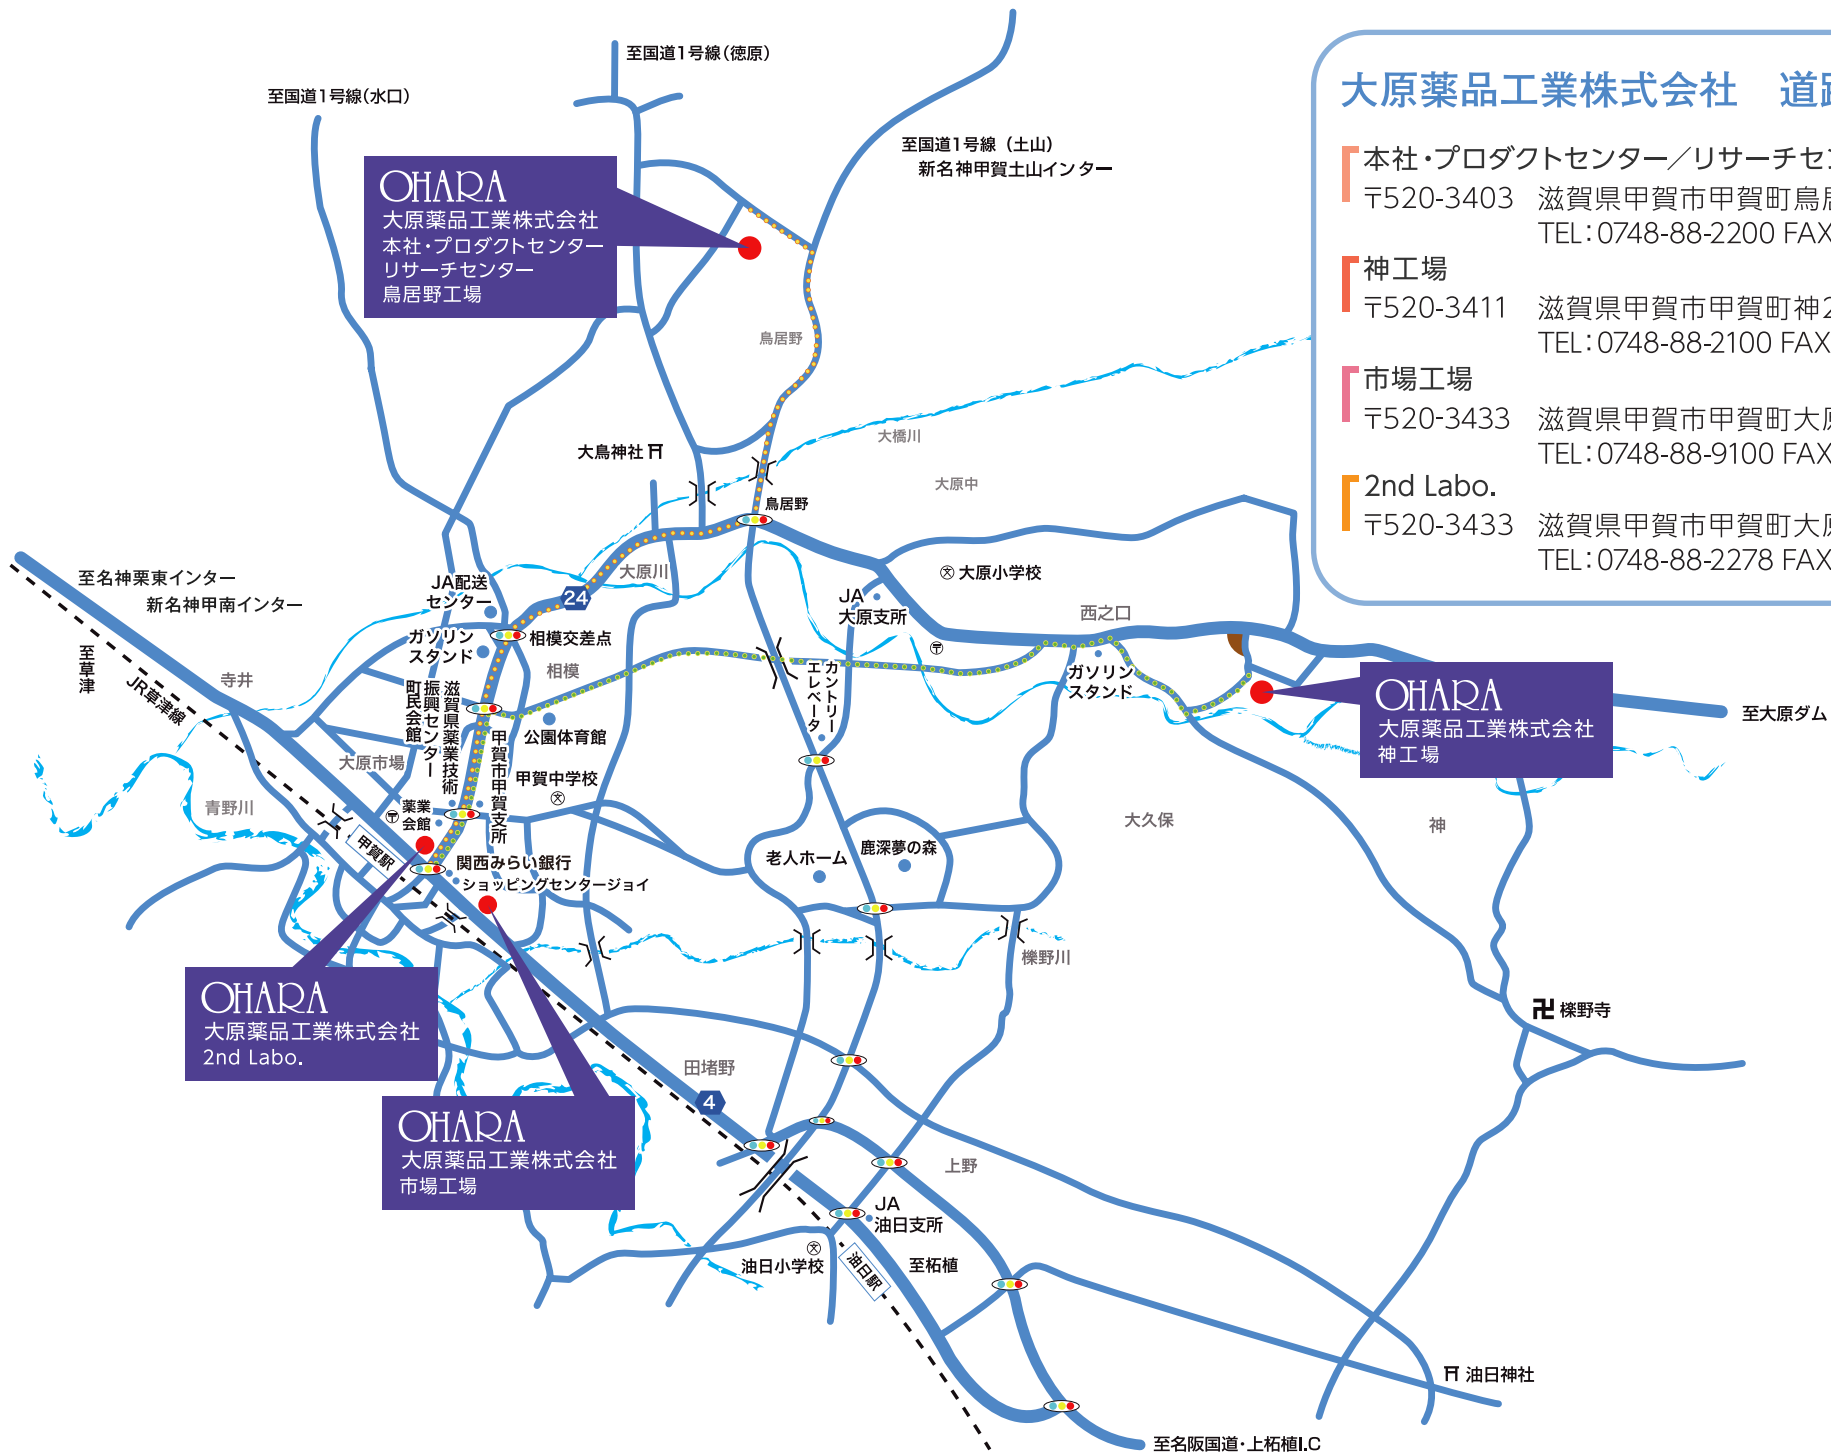 至国道1号線(徳原)
至国道1号線(水口)
至国道1号線(土山)
新名神甲賀土山インター
OHARA
大原薬品工業株式会社
本社・プロダクトセンター
リサーチセンター
鳥居野工場
大原薬品工業株式会社 道
本社・プロダクトセンター/リサーチセ
〒520-3403 滋賀県甲賀市甲賀町鳥
TEL:0748-88-2200 FAX
神工場
〒520-3411 滋賀県甲賀市甲賀町神2
TEL:0748-88-2100 FAX
市場工場
〒520-3433 滋賀県甲賀市甲賀町大原
TEL:0748-88-9100 FAX
2nd Labo.
〒520-3433 滋賀県甲賀市甲賀町大原
TEL:0748-88-2278 FAX
鳥居野
大橋川
大鳥神社
大原中
鳥居野
至名神栗東インター
新名神甲南インター
JA配送
センター
大原川
24
大原小学校
JA
大原支所
西之口
ガソリン
スタンド
相模交差点
相模
至草津
JR草津線
寺井
町民会館
振興センター
滋賀県薬業技術
カントリー
エレベータ
〒
ガソリン
スタンド
OHARA
大原薬品工業株式会社
神工場
至大原ダム
公園体育館
大原市場
甲賀市甲賀支所
甲賀中学校
文
青野川
〒
薬業
会館
甲賀駅
関西みらい銀行
ショッピングセンタージョイ
老人ホーム
鹿深夢の森
大久保
神
櫟野川
OHARA
大原薬品工業株式会社
2nd Labo.
櫟野寺
田堵野
4
OHARA
大原薬品工業株式会社
市場工場
上野
JA
油日支所
文
油日小学校
油日駅
至柘植
油日神社
至名阪国道・上柘植I.C